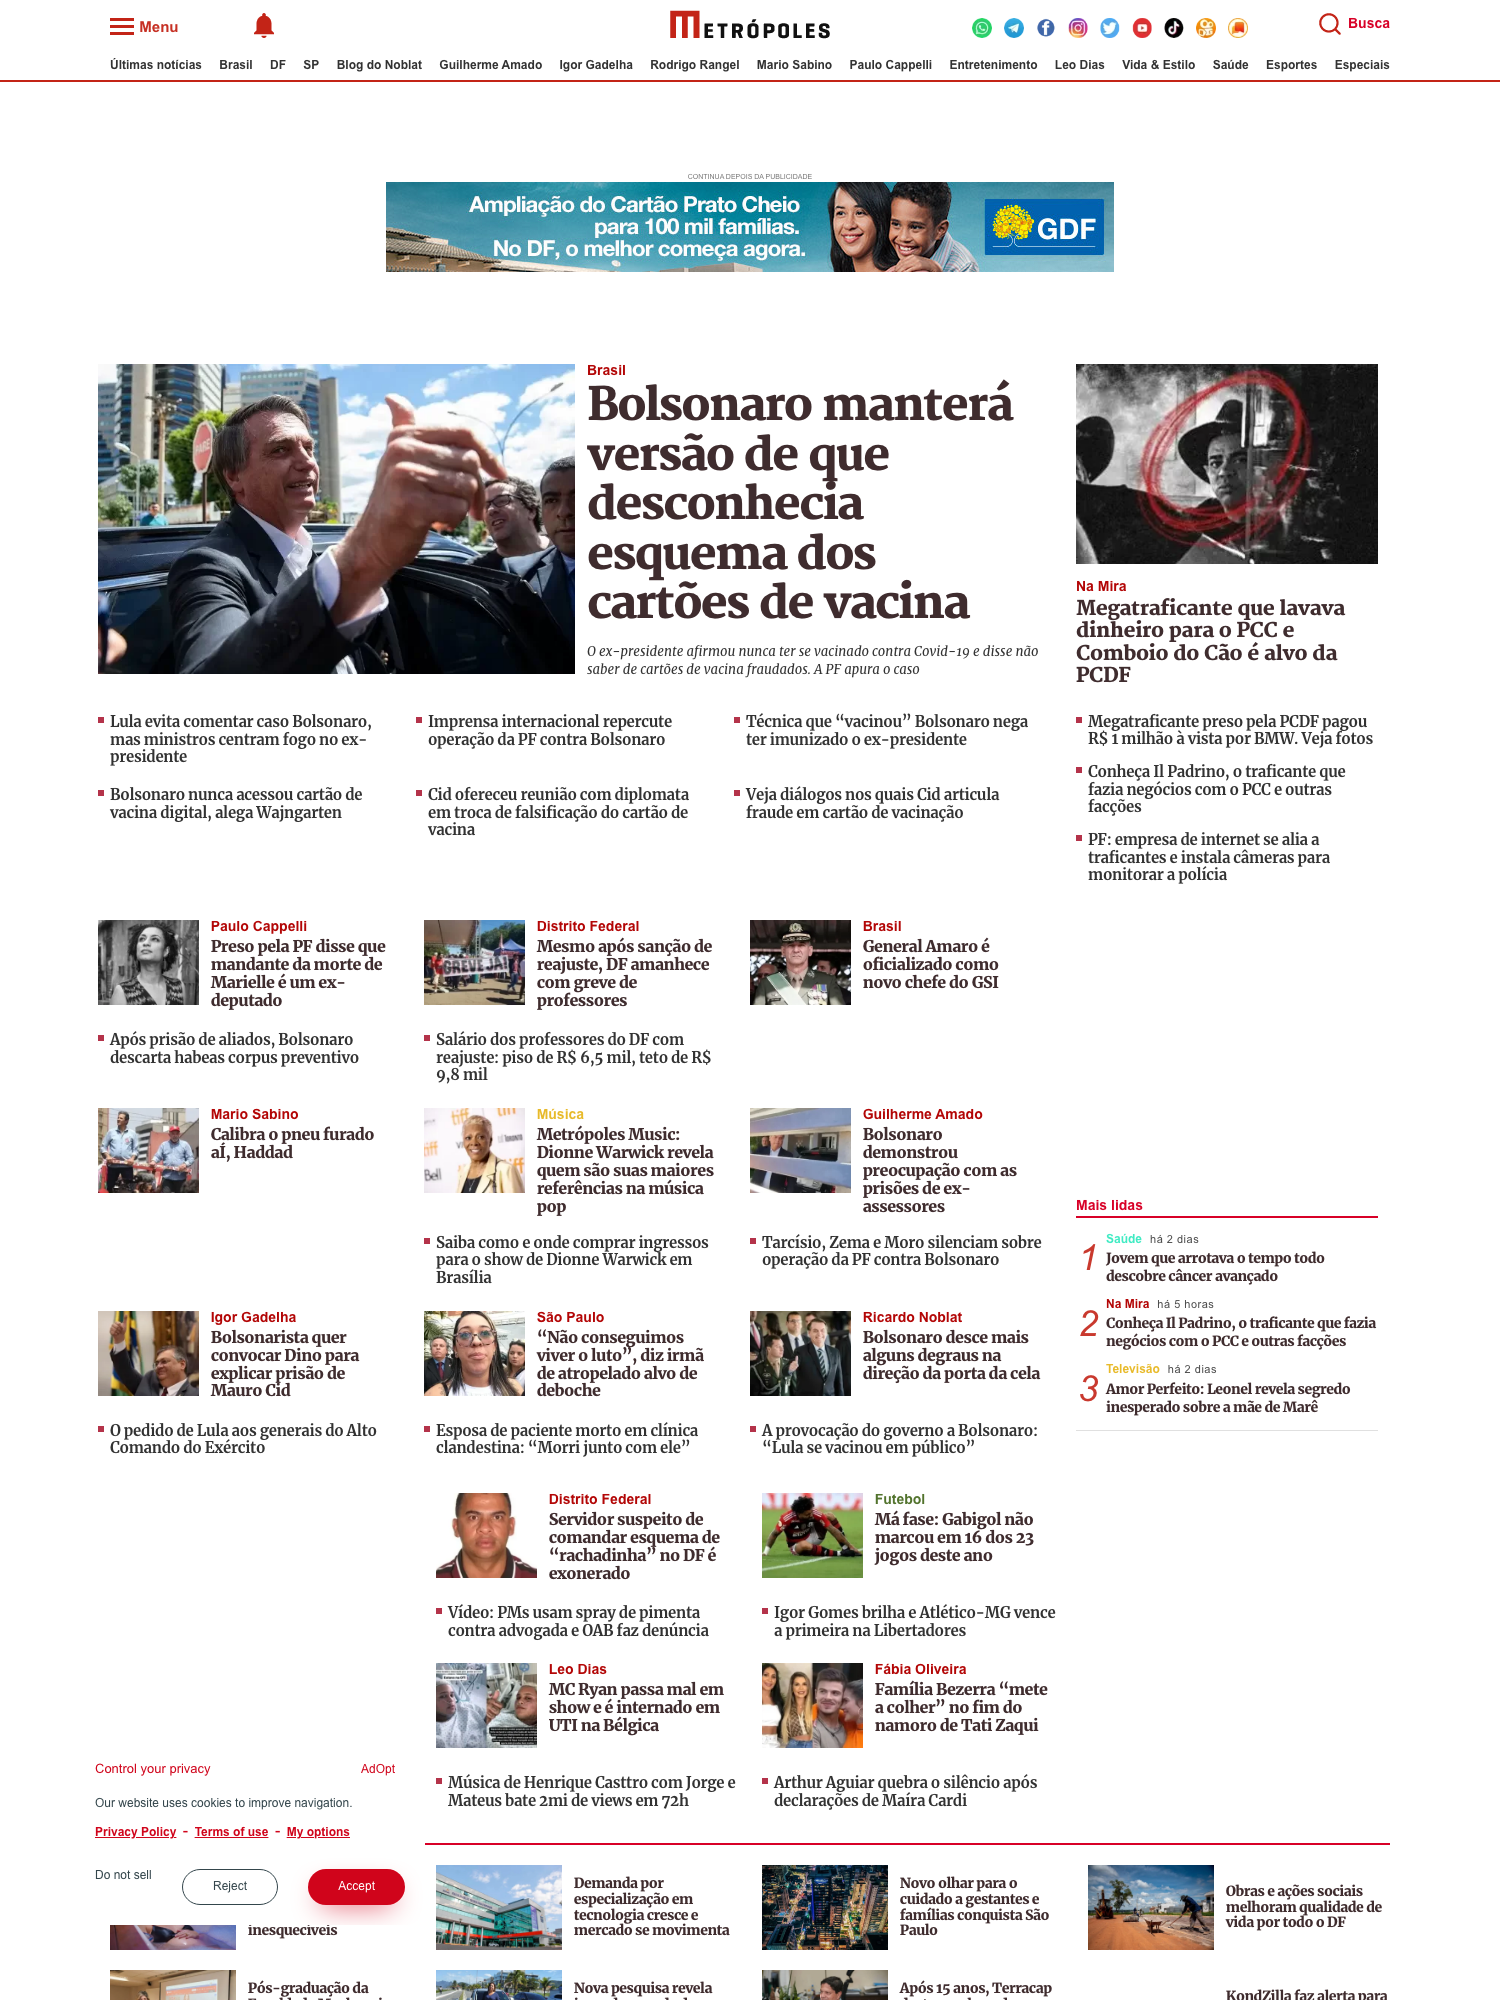 Menu
METRÓPOLES
Busca
Últimas notícias Brasil DF SP Blog do Noblat Guilherme Amado Igor Gadelha Rodrigo Rangel Mario Sabino Paulo Cappelli Entretenimento Leo Dias Vida & Estilo Saúde Esportes Especiais
CONTINUA DEPOIS DA PUBLICIDADE
Ampliação do Cartão Prato Cheio
para 100 mil famílias.
No DF, o melhor começa agora.
GDF
Brasil
Bolsonaro manterá
versão de que
desconhecia
esquema dos
cartões de vacina
O ex-presidente afirmou nunca ter se vacinado contra Covid-19 e disse não
saber de cartões de vacina fraudados. A PF apura o caso
Na Mira
Megatraficante que lavava
dinheiro para o PCC e
Comboio do Cão é alvo da
PCDF
Lula evita comentar caso Bolsonaro,
mas ministros centram fogo no ex-
presidente
Imprensa internacional repercute
operação da PF contra Bolsonaro
Técnica que “vacinou” Bolsonaro nega
ter imunizado o ex-presidente
Bolsonaro nunca acessou cartão de
vacina digital, alega Wajngarten
Cid ofereceu reunião com diplomata
em troca de falsificação do cartão de
vacina
Veja diálogos nos quais Cid articula
fraude em cartão de vacinação
Megatraficante preso pela PCDF pagou
R$ 1 milhão à vista por BMW. Veja fotos
Conheça Il Padrino, o traficante que
fazia negócios com o PCC e outras
facções
PF: empresa de internet se alia a
traficantes e instala câmeras para
monitorar a polícia
Paulo Cappelli
Preso pela PF disse que
mandante da morte de
Marielle é um ex-
deputado
Após prisão de aliados, Bolsonaro
descarta habeas corpus preventivo
GREVE JÁ!
Distrito Federal
Mesmo após sanção de
reajuste, DF amanhece
com greve de
professores
Salário dos professores do DF com
reajuste: piso de R$ 6,5 mil, teto de R$
9,8 mil
Brasil
General Amaro é
oficializado como
novo chefe do GSI
Mario Sabino
Calibra o pneu furado
aÍ, Haddad
tiff
Bell
Música
Metrópoles Music:
Dionne Warwick revela
quem são suas maiores
referências na música
pop
Saiba como e onde comprar ingressos
para o show de Dionne Warwick em
Brasília
Guilherme Amado
Bolsonaro
demonstrou
preocupação com as
prisões de ex-
assessores
Tarcísio, Zema e Moro silenciam sobre
operação da PF contra Bolsonaro
Mais lidas
1
Saúde há 2 dias
Jovem que arrotava o tempo todo
descobre câncer avançado
2
Na Mira há 5 horas
Conheça Il Padrino, o traficante que fazia
negócios com o PCC e outras facções
3
Televisão há 2 dias
Amor Perfeito: Leonel revela segredo
inesperado sobre a mãe de Marê
Igor Gadelha
Bolsonarista quer
convocar Dino para
explicar prisão de
Mauro Cid
O pedido de Lula aos generais do Alto
Comando do Exército
São Paulo
“Não conseguimos
viver o luto”, diz irmã
de atropelado alvo de
deboche
Esposa de paciente morto em clínica
clandestina: “Morri junto com ele”
Ricardo Noblat
Bolsonaro desce mais
alguns degraus na
direção da porta da cela
A provocação do governo a Bolsonaro:
“Lula se vacinou em público”
Distrito Federal
Servidor suspeito de
comandar esquema de
“rachadinha” no DF é
exonerado
Vídeo: PMs usam spray de pimenta
contra advogada e OAB faz denúncia
Futebol
Má fase: Gabigol não
marcou em 16 dos 23
jogos deste ano
Igor Gomes brilha e Atlético-MG vence
a primeira na Libertadores
Leo Dias
MC Ryan passa mal em
show e é internado em
UTI na Bélgica
Música de Henrique Casttro com Jorge e
Mateus bate 2mi de views em 72h
Fábia Oliveira
Família Bezerra “mete
a colher” no fim do
namoro de Tati Zaqui
Arthur Aguiar quebra o silêncio após
declarações de Maíra Cardi
Control your privacy
AdOpt
Our website uses cookies to improve navigation.
Privacy Policy - Terms of use - My options
Do not sell
Reject
Accept
inesquecíveis
Demanda por
especialização em
tecnologia cresce e
mercado se movimenta
Novo olhar para o
cuidado a gestantes e
famílias conquista São
Paulo
Obras e ações sociais
melhoram qualidade de
vida por todo o DF
Pós-graduação da
Nova pesquisa revela
Após 15 anos, Terracap
KondZilla faz alerta para